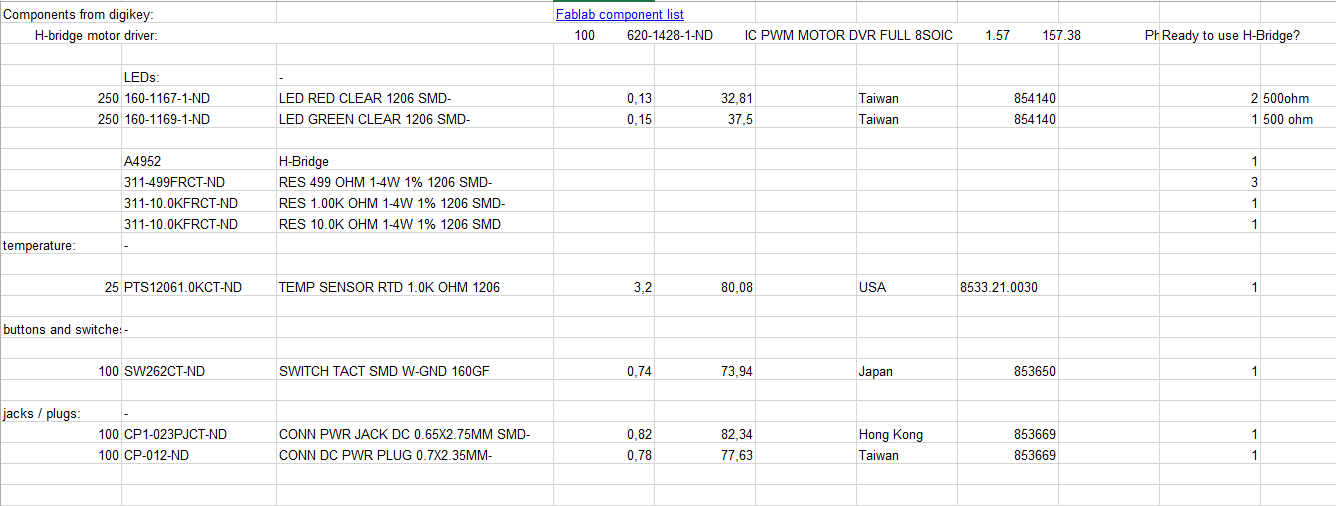 Components from digikey: Fablab component list
H-bridge motor driver: 100 620-1428-1-ND IC PWM MOTOR DVR FULL 8SOIC 1.57 157.38 Ph Ready to use H-Bridge?
LEDs: -
250 160-1167-1-ND LED RED CLEAR 1206 SMD- 0,13 32,81 Taiwan 854140 2 500ohm
250 160-1169-1-ND LED GREEN CLEAR 1206 SMD- 0,15 37,5 Taiwan 854140 1 500 ohm
A4952 H-Bridge 1
311-499FRCT-ND RES 499 OHM 1-4W 1% 1206 SMD- 3
311-10.0KFRCT-ND RES 1.00K OHM 1-4W 1% 1206 SMD- 1
311-10.0KFRCT-ND RES 10.0K OHM 1-4W 1% 1206 SMD 1
temperature: -
25 PTS12061.0KCT-ND TEMP SENSOR RTD 1.0K OHM 1206 3,2 80,08 USA 8533.21.0030 1
buttons and switches -
100 SW262CT-ND SWITCH TACT SMD W-GND 160GF 0,74 73,94 Japan 853650 1
jacks / plugs: -
100 CP1-023PJCT-ND CONN PWR JACK DC 0.65X2.75MM SMD- 0,82 82,34 Hong Kong 853669 1
100 CP-012-ND CONN DC PWR PLUG 0.7X2.35MM- 0,78 77,63 Taiwan 853669 1